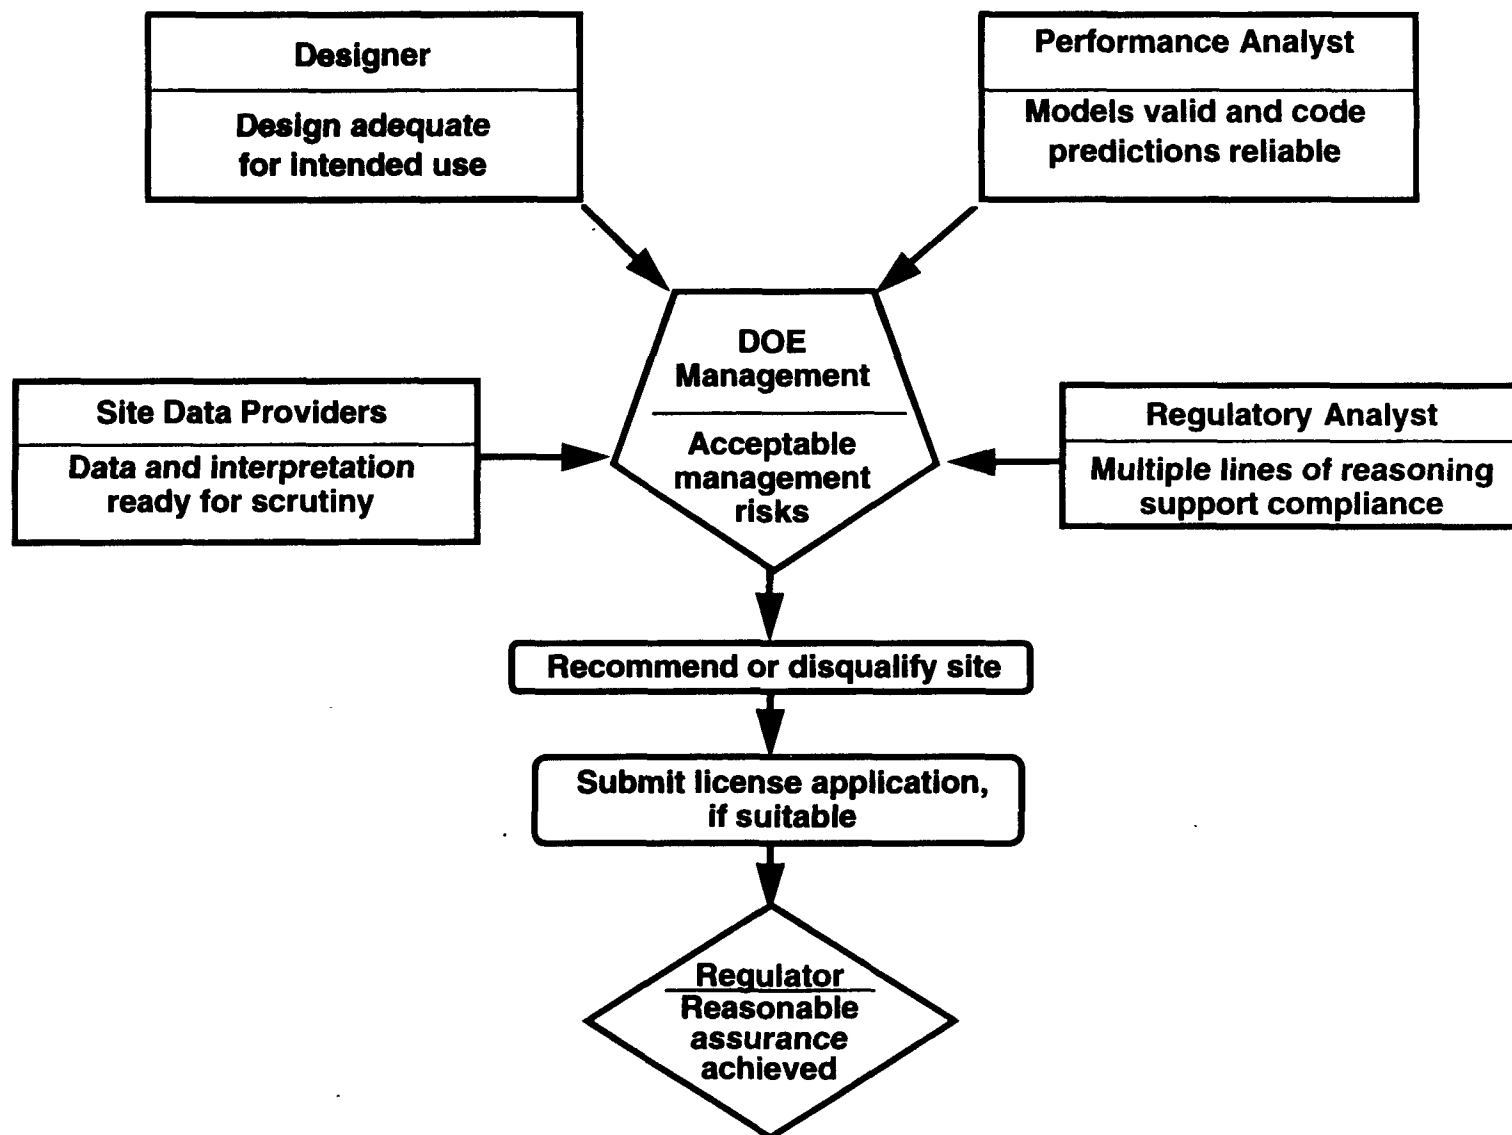 Designer
Design adequate
for intended use
Performance Analyst
Models valid and code
predictions reliable
DOE
Management
Acceptable
management
risks
Site Data Providers
Data and interpretation
ready for scrutiny
Regulatory Analyst
Multiple lines of reasoning
support compliance
Recommend or disqualify site
Submit license application,
if suitable
Regulator
Reasonable
assurance
achieved